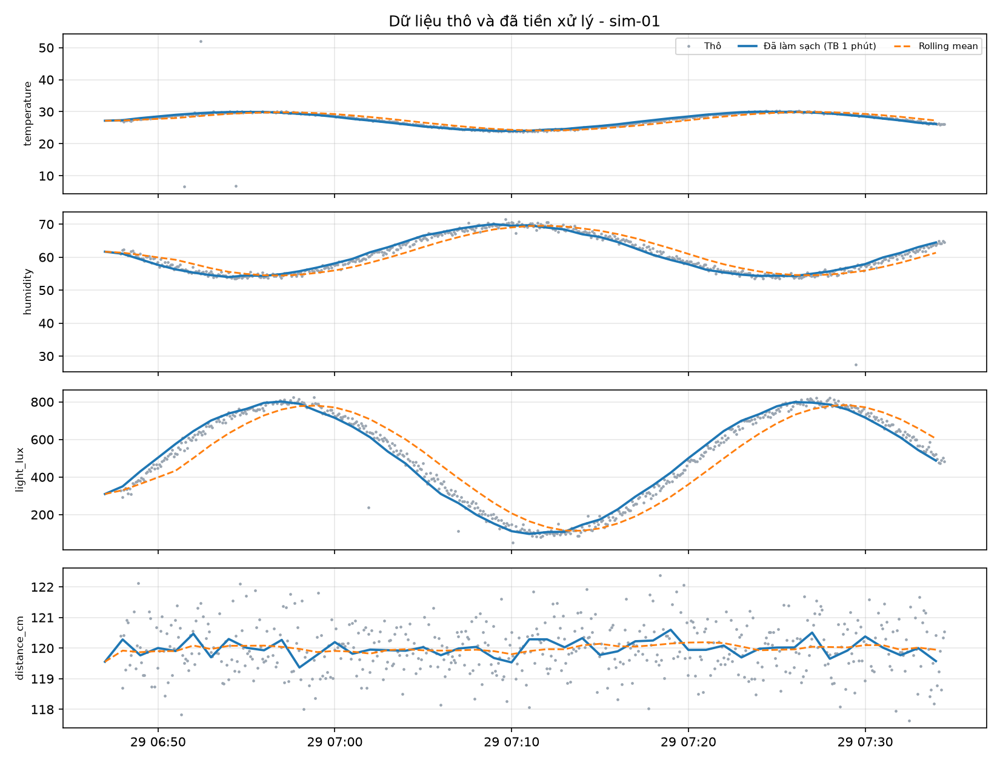 Dữ liệu thô và đã tiền xử lý - sim-01
Thô Đã làm sạch (TB 1 phút) Rolling mean
temperature
50
40
30
20
10
humidity
70
60
50
40
30
light_lux
800
600
400
200
distance_cm
122
121
120
119
118
29 06:50 29 07:00 29 07:10 29 07:20 29 07:30